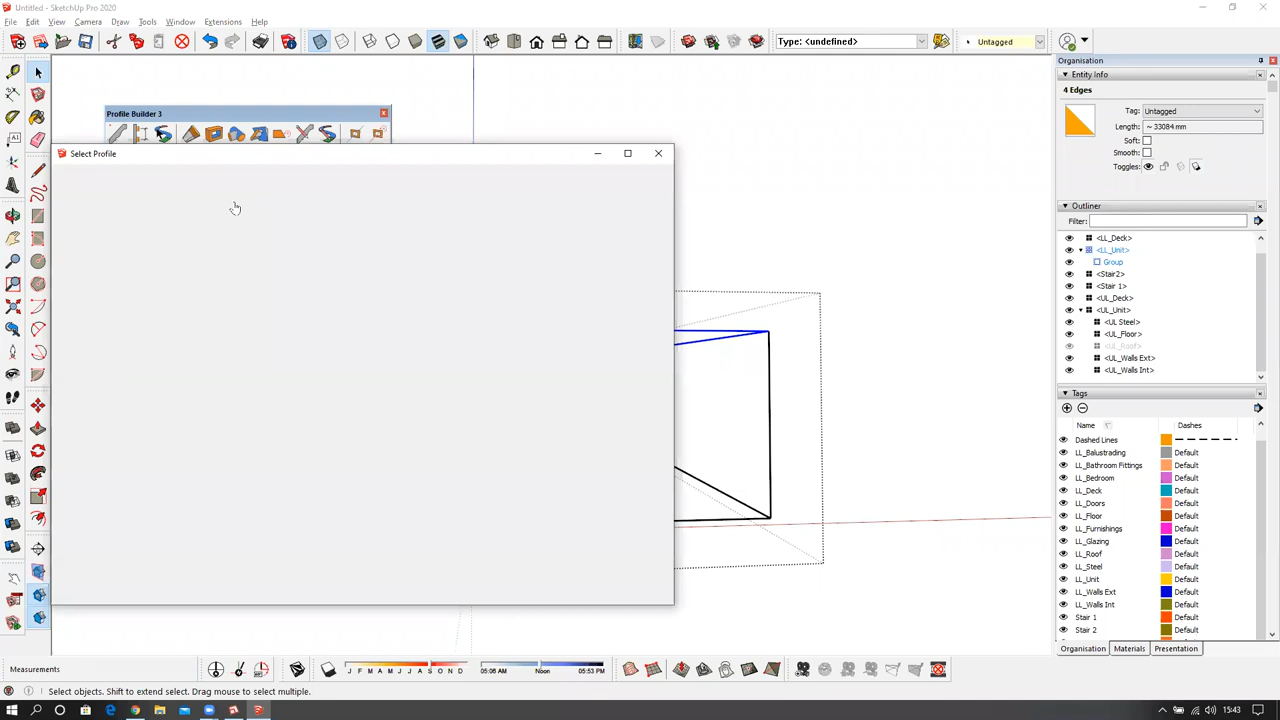 Untitled - SketchUp Pro 2020
File Edit View Camera Draw Tools Window Extensions Help
Type: <undefined>
Untagged
Organisation
Entity Info
4 Edges
Tag: Untagged
Length: ~ 33084 mm
Soft:
Smooth:
Toggles:
Profile Builder 3
Select Profile
Outliner
Filter:
<LL_Deck>
<LL_Unit>
Group
<Stair2>
<Stair 1>
<UL_Deck>
<UL_Unit>
<UL Steel>
<UL_Floor>
<UL_Roof>
<UL_Walls Ext>
<UL_Walls Int>
Tags
Name Dashes
Dashed Lines
LL_Balustrading Default
LL_Bathroom Fittings Default
LL_Bedroom Default
LL_Deck Default
LL_Doors Default
LL_Floor Default
LL_Furnishings Default
LL_Glazing Default
LL_Roof Default
LL_Steel Default
LL_Unit Default
LL_Walls Ext Default
LL_Walls Int Default
Stair 1 Default
Stair 2 Default
Organisation Materials Presentation
Measurements
J F M A M J J A S O N D
05:06 AM Noon 05:53 PM
Select objects. Shift to extend select. Drag mouse to select multiple.
15:43